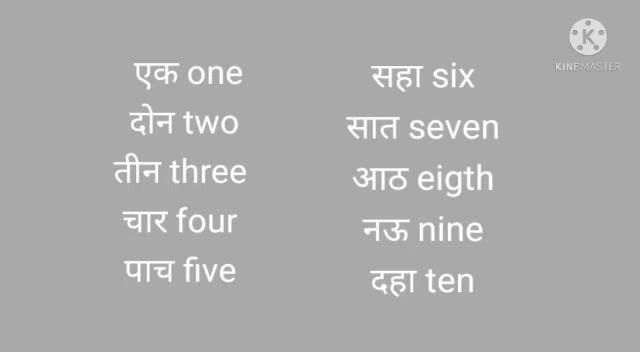 एक one
दोन two
तीन three
चार four
पाच five
सहा six
सात seven
आठ eigth
नऊ nine
दहा ten
KINEMASTER